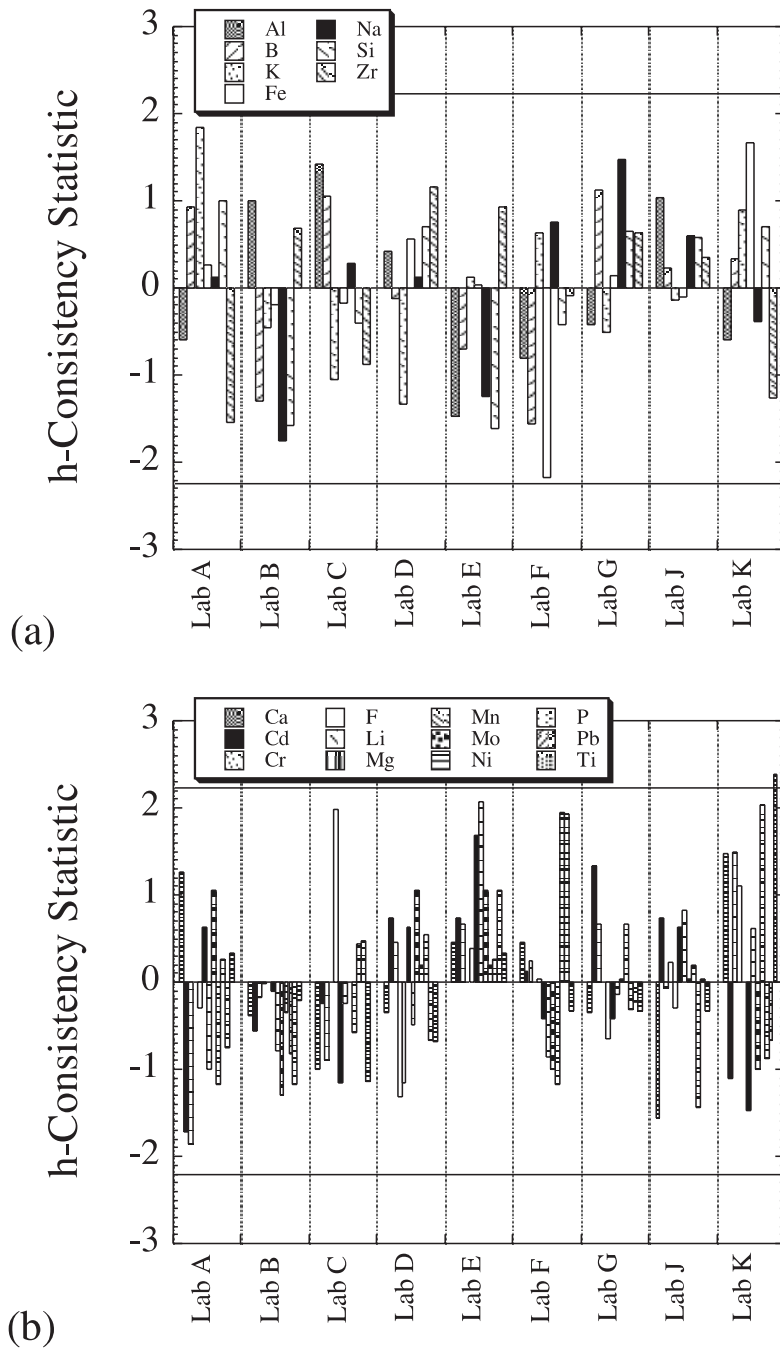 3
2
1
0
-1
-2
-3
h-Consistency Statistic
Al
B
K
Fe
Na
Si
Zr
Lab A
Lab B
Lab C
Lab D
Lab E
Lab F
Lab G
Lab J
Lab K
(a)
3
2
1
0
-1
-2
-3
h-Consistency Statistic
Ca
Cd
Cr
F
Li
Mg
Mn
Mo
Ni
P
Pb
Ti
Lab A
Lab B
Lab C
Lab D
Lab E
Lab F
Lab G
Lab J
Lab K
(b)